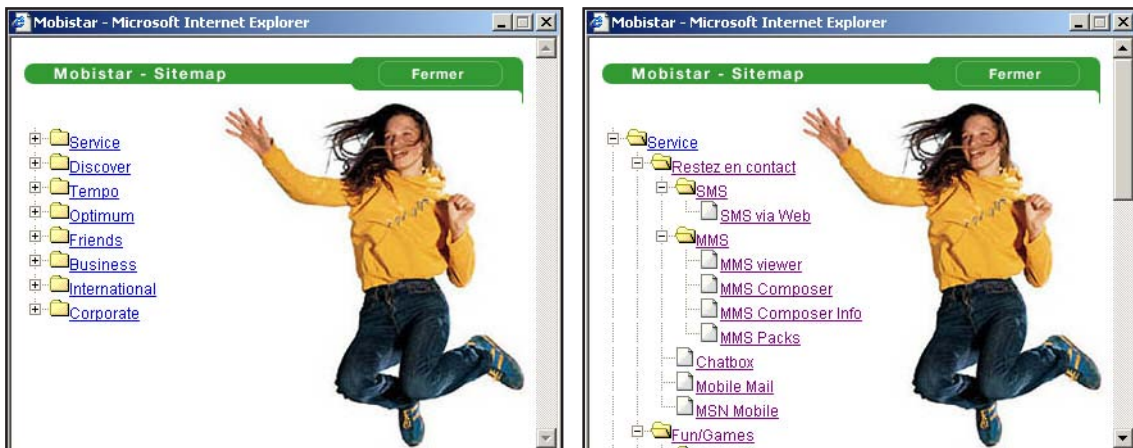 Mobistar - Microsoft Internet Explorer
Mobistar - Sitemap
Fermer
Service
Discover
Tempo
Optimum
Friends
Business
International
Corporate
Mobistar - Microsoft Internet Explorer
Mobistar - Sitemap
Fermer
Service
Restez en contact
SMS
SMS via Web
MMS
MMS viewer
MMS Composer
MMS Composer Info
MMS Packs
Chatbox
Mobile Mail
MSN Mobile
Fun/Games